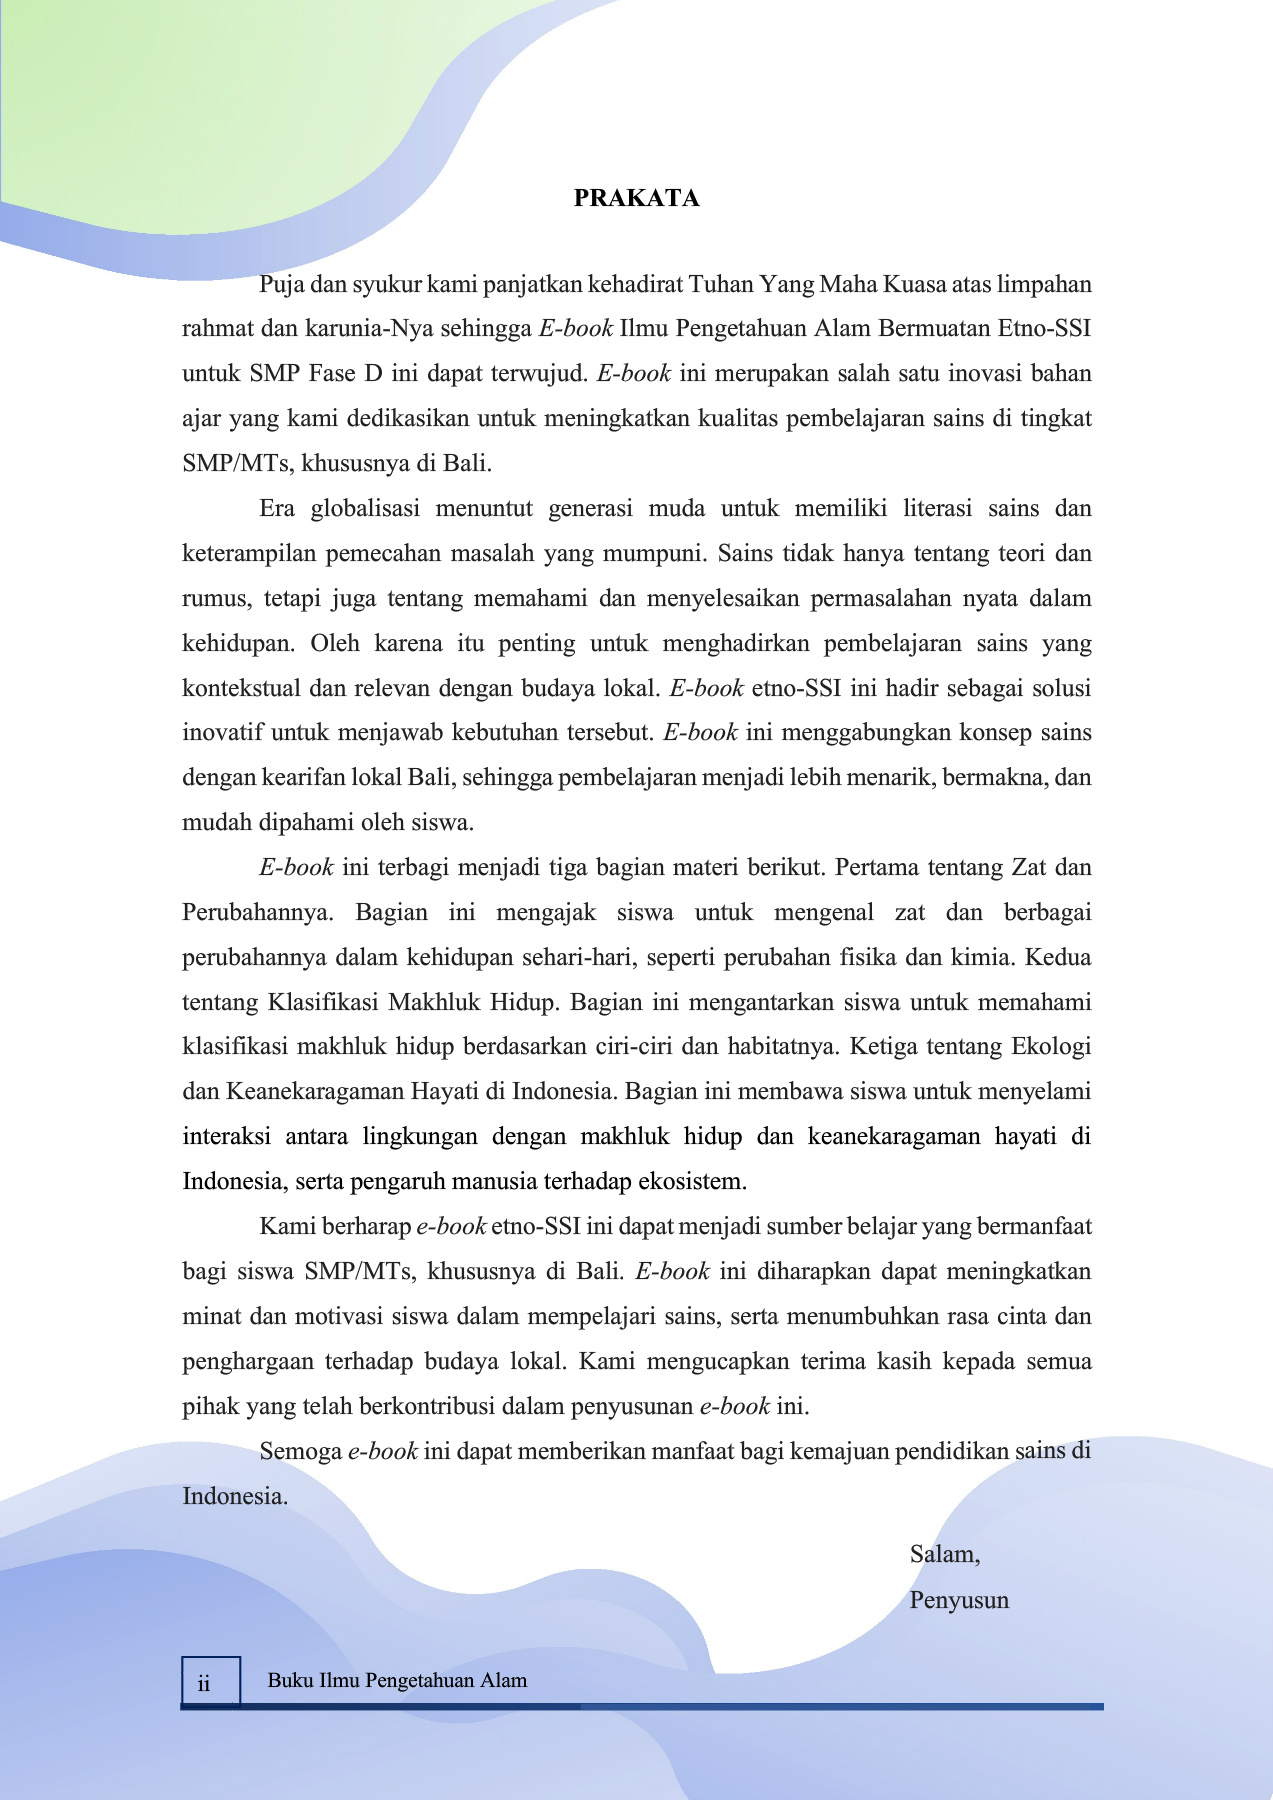 PRAKATA
Puja dan syukur kami panjatkan kehadirat Tuhan Yang Maha Kuasa atas limpahan
rahmat dan karunia-Nya sehingga E-book Ilmu Pengetahuan Alam Bermuatan Etno-SSI
untuk SMP Fase D ini dapat terwujud. E-book ini merupakan salah satu inovasi bahan
ajar yang kami dedikasikan untuk meningkatkan kualitas pembelajaran sains di tingkat
SMP/MTs, khususnya di Bali.
Era globalisasi menuntut generasi muda untuk memiliki literasi sains dan
keterampilan pemecahan masalah yang mumpuni. Sains tidak hanya tentang teori dan
rumus, tetapi juga tentang memahami dan menyelesaikan permasalahan nyata dalam
kehidupan. Oleh karena itu penting untuk menghadirkan pembelajaran sains yang
kontekstual dan relevan dengan budaya lokal. E-book etno-SSI ini hadir sebagai solusi
inovatif untuk menjawab kebutuhan tersebut. E-book ini menggabungkan konsep sains
dengan kearifan lokal Bali, sehingga pembelajaran menjadi lebih menarik, bermakna, dan
mudah dipahami oleh siswa.
E-book ini terbagi menjadi tiga bagian materi berikut. Pertama tentang Zat dan
Perubahannya. Bagian ini mengajak siswa untuk mengenal zat dan berbagai
perubahannya dalam kehidupan sehari-hari, seperti perubahan fisika dan kimia. Kedua
tentang Klasifikasi Makhluk Hidup. Bagian ini mengantarkan siswa untuk memahami
klasifikasi makhluk hidup berdasarkan ciri-ciri dan habitatnya. Ketiga tentang Ekologi
dan Keanekaragaman Hayati di Indonesia. Bagian ini membawa siswa untuk menyelami
interaksi antara lingkungan dengan makhluk hidup dan keanekaragaman hayati di
Indonesia, serta pengaruh manusia terhadap ekosistem.
Kami berharap e-book etno-SSI ini dapat menjadi sumber belajar yang bermanfaat
bagi siswa SMP/MTs, khususnya di Bali. E-book ini diharapkan dapat meningkatkan
minat dan motivasi siswa dalam mempelajari sains, serta menumbuhkan rasa cinta dan
penghargaan terhadap budaya lokal. Kami mengucapkan terima kasih kepada semua
pihak yang telah berkontribusi dalam penyusunan e-book ini.
Semoga e-book ini dapat memberikan manfaat bagi kemajuan pendidikan sains di
Indonesia.
Salam,
Penyusun
ii Buku Ilmu Pengetahuan Alam